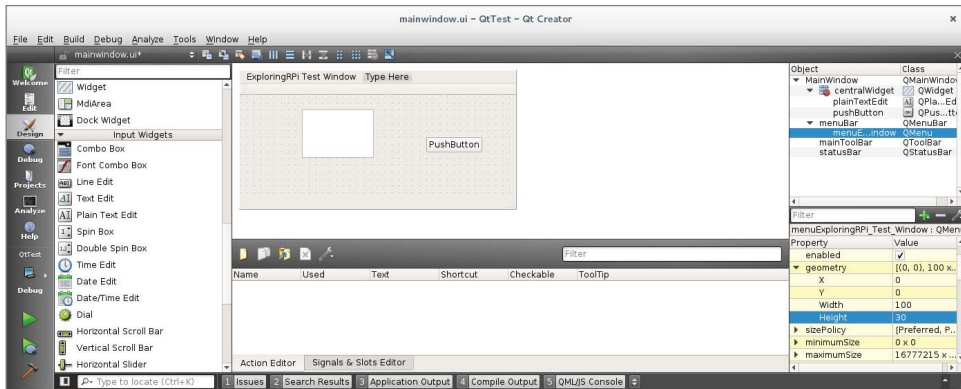 mainwindow.ui - QtTest - Qt Creator
File Edit Build Debug Analyze Tools Window Help
mainwindow.ui*
Welcome
Edit
Design
Debug
Projects
Analyze
Help
QtTest
Debug
Filter
Widget
MdiArea
Dock Widget
Input Widgets
Combo Box
Font Combo Box
Line Edit
Text Edit
Plain Text Edit
Spin Box
Double Spin Box
Time Edit
Date Edit
Date/Time Edit
Dial
Horizontal Scroll Bar
Vertical Scroll Bar
Horizontal Slider
ExploringRPi Test Window Type Here
PushButton
Filter
Name Used Text Shortcut Checkable ToolTip
Action Editor Signals & Slots Editor
Object Class
MainWindow QMainWindow
centralWidget QWidget
plainTextEdit QPla...Ed
pushButton QPus...tt
menuBar QMenuBar
menuE...indow QMenu
mainToolBar QToolBar
statusBar QStatusBar
Filter
menuExploringRPi_Test_Window : QMenu
Property Value
enabled
geometry [(0, 0), 100 x..
X 0
Y 0
Width 100
Height 30
sizePolicy [Preferred, P..
minimumSize 0 x 0
maximumSize 16777215 x ...
Type to locate (Ctrl+K) 1 Issues 2 Search Results 3 Application Output 4 Compile Output 5 QML/JS Console